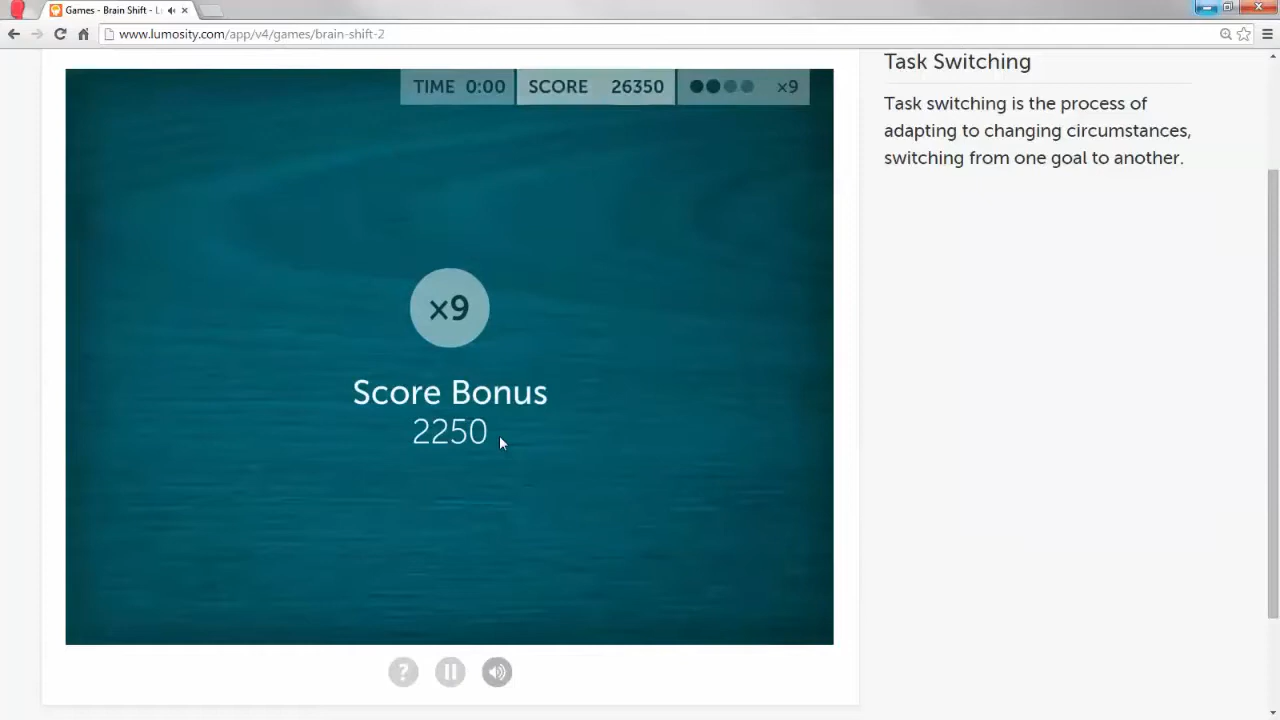 Games - Brain Shift - L
www.lumosity.com/app/v4/games/brain-shift-2
TIME 0:00 SCORE 26350 ×9
×9
Score Bonus
2250
?
Task Switching
Task switching is the process of
adapting to changing circumstances,
switching from one goal to another.